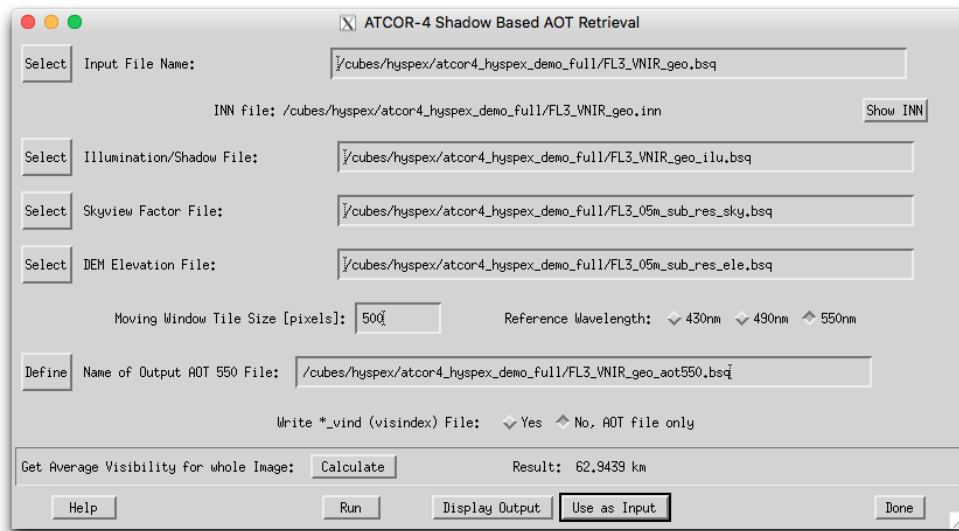 ATCOR-4 Shadow Based AOT Retrieval
Select Input File Name: /cubes/hyspex/atcor4_hyspex_demo_full/FL3_VNIR_geo.bsq
INN file: /cubes/hyspex/atcor4_hyspex_demo_full/FL3_VNIR_geo.inn Show INN
Select Illumination/Shadow File: /cubes/hyspex/atcor4_hyspex_demo_full/FL3_VNIR_geo_ilu.bsq
Select Skyview Factor File: /cubes/hyspex/atcor4_hyspex_demo_full/FL3_05m_sub_res_sky.bsq
Select DEM Elevation File: /cubes/hyspex/atcor4_hyspex_demo_full/FL3_05m_sub_res_ele.bsq
Moving Window Tile Size [pixels]: 500 Reference Wavelength: 430nm 490nm 550nm
Define Name of Output AOT 550 File: /cubes/hyspex/atcor4_hyspex_demo_full/FL3_VNIR_geo_aot550.bsq
Write *_vind (visindex) File: Yes No, AOT file only
Get Average Visibility for whole Image: Calculate Result: 62.9439 km
Help Run Display Output Use as Input Done